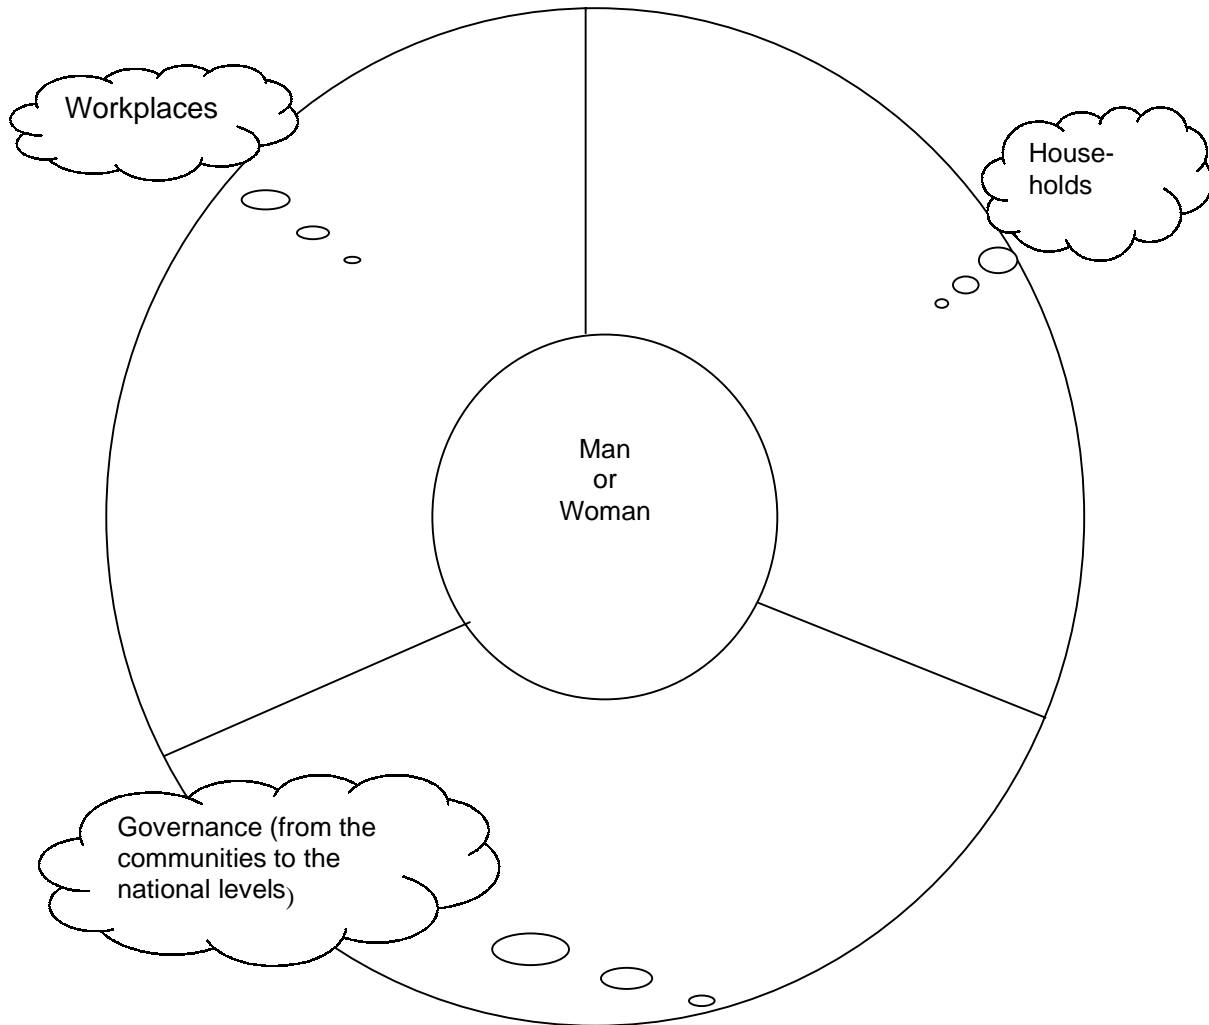 Workplaces
House-
holds
Man
or
Woman
Governance (from the
communities to the
national levels)